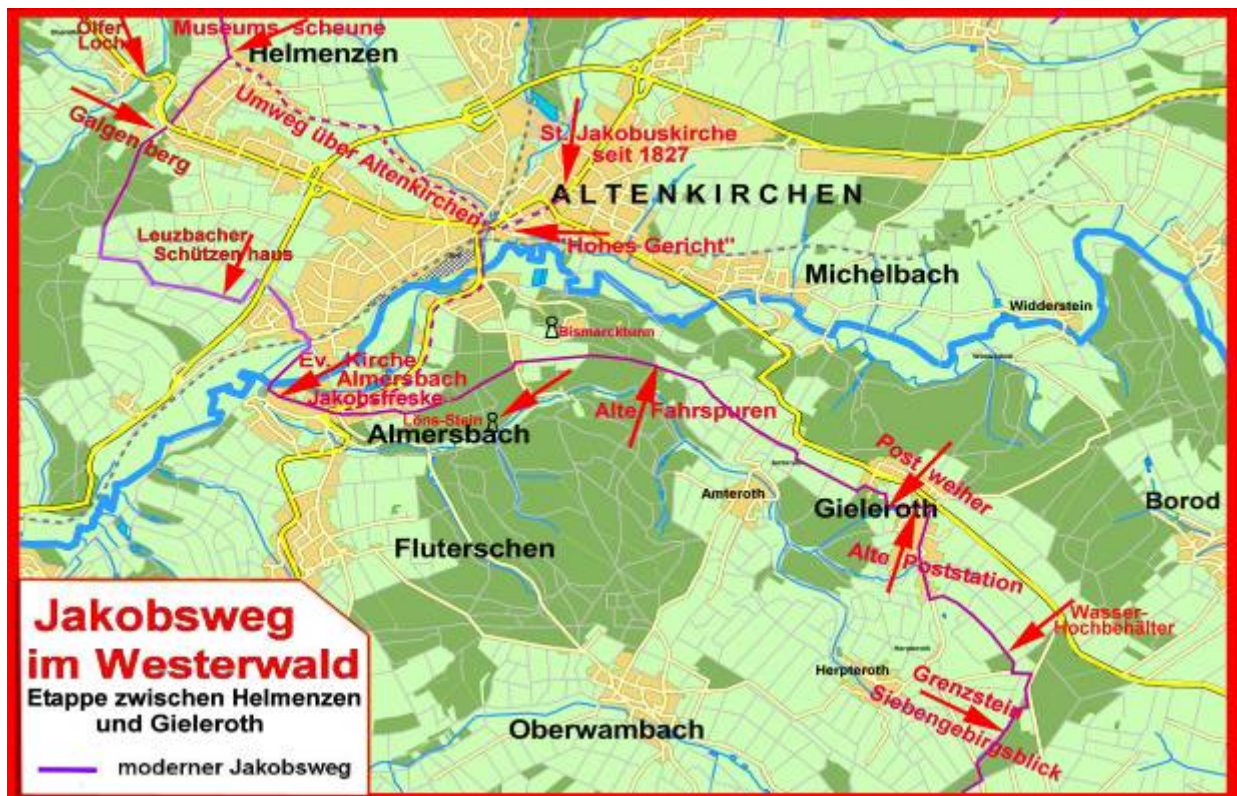 Ölfer
Loch
Museums scheune
Helmenzen
Galgen berg
Umweg über Altenkirchen
St. Jakobuskirche
seit 1827
ALTENKIRCHEN
"Hohes Gericht"
Leuzbacher
Schützen haus
Michelbach
Widderstein
Bismarckturm
Ev. Kirche
Almersbach
Jakobsfreske
Löns-Stein
Almersbach
Alte Fahrspuren
Post weiher
Amteroth
Gieleroth
Borod
Fluterschen
Alte Poststation
Wasser-
Hochbehälter
Herpteroth
Grenzstein
Siebengebirgsblick
Oberwambach
Jakobsweg
im Westerwald
Etappe zwischen Helmenzen
und Gieleroth
moderner Jakobsweg